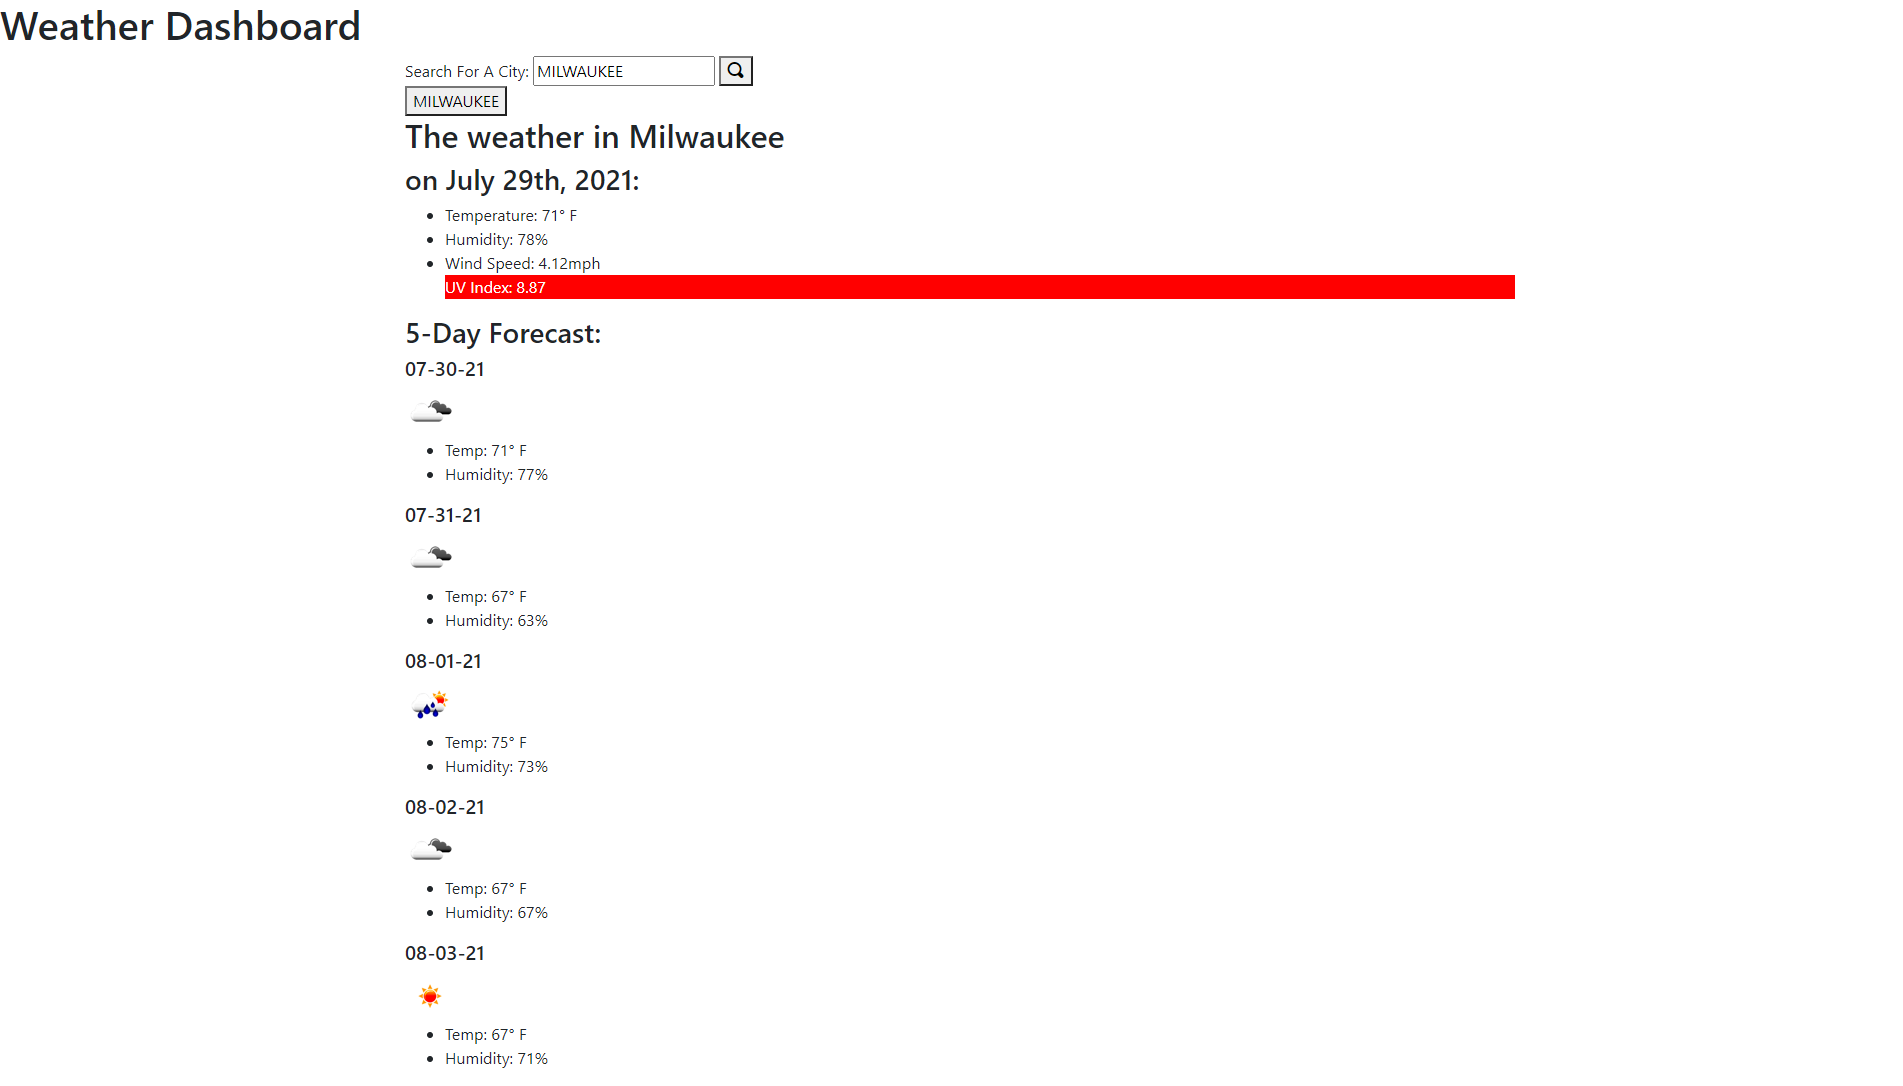 Weather Dashboard
Search For A City: MILWAUKEE
MILWAUKEE
The weather in Milwaukee
on July 29th, 2021:
Temperature: 71° F
Humidity: 78%
Wind Speed: 4.12mph
UV Index: 8.87
5-Day Forecast:
07-30-21
Temp: 71° F
Humidity: 77%
07-31-21
Temp: 67° F
Humidity: 63%
08-01-21
Temp: 75° F
Humidity: 73%
08-02-21
Temp: 67° F
Humidity: 67%
08-03-21
Temp: 67° F
Humidity: 71%